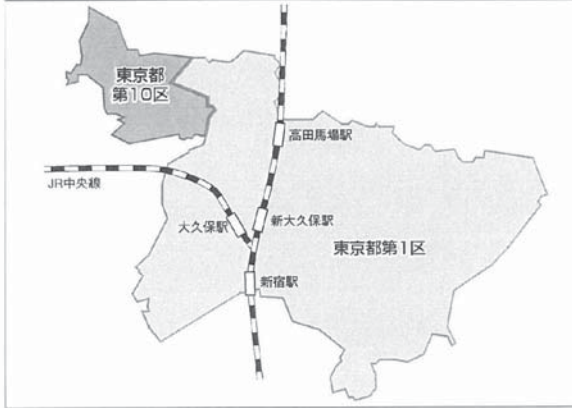 東京都
第10区
高田馬場駅
JR中央線
大久保駅
新大久保駅
東京都第1区
新宿駅